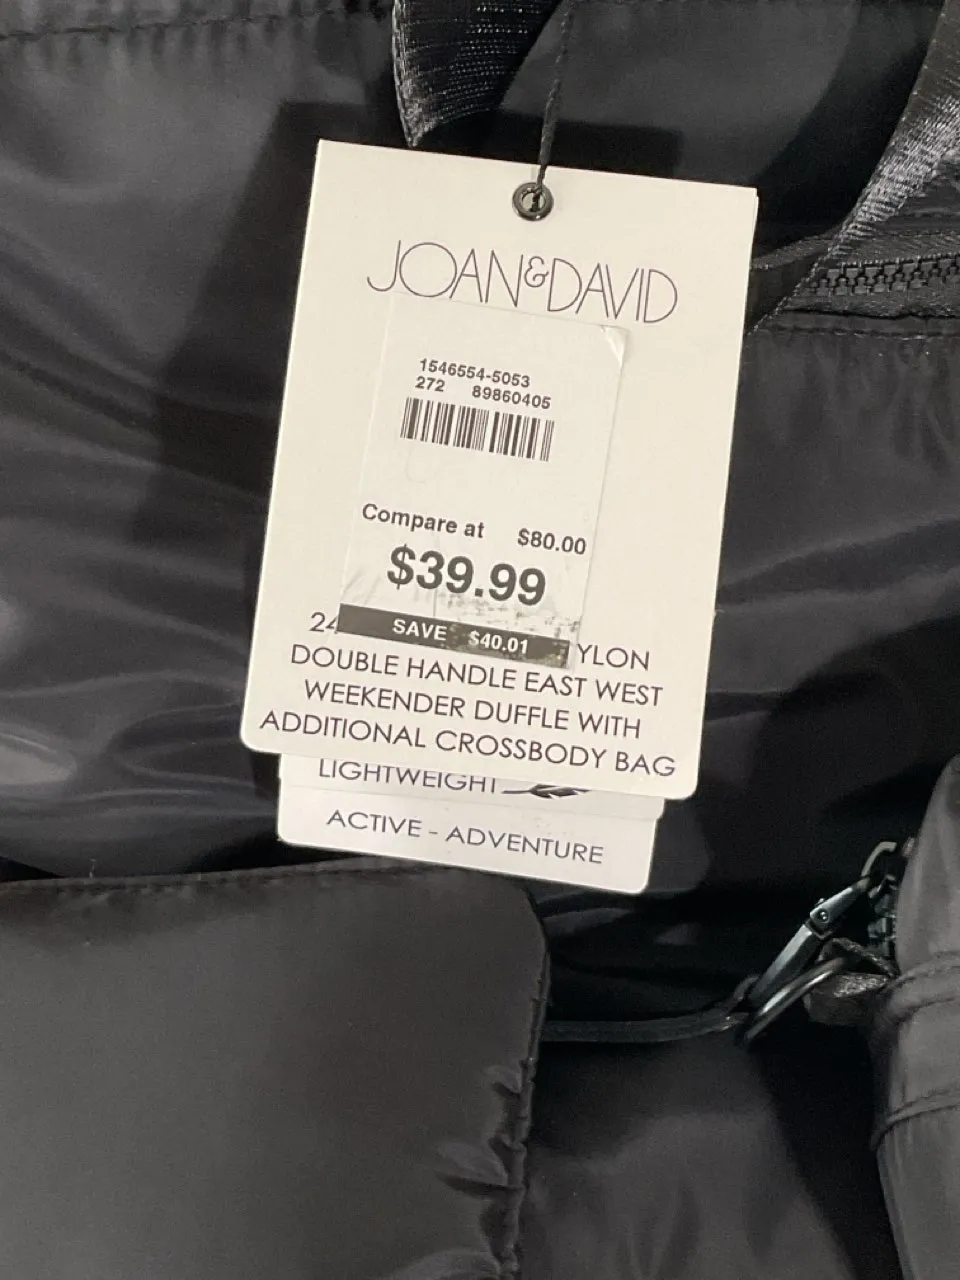 JOAN&DAVID
1546554-5053
272 89860405
Compare at $80.00
$39.99
SAVE $40.01
24 YLON
DOUBLE HANDLE EAST WEST
WEEKENDER DUFFLE WITH
ADDITIONAL CROSSBODY BAG
LIGHTWEIGHT
ACTIVE - ADVENTURE